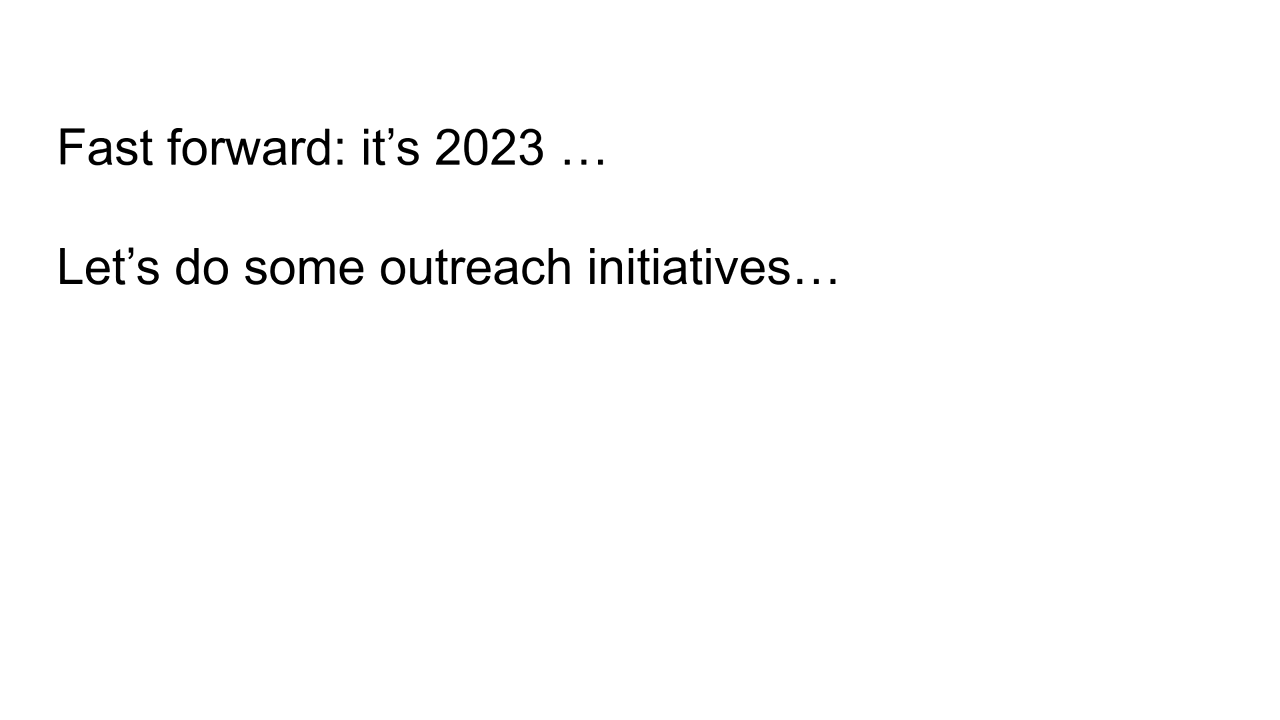 Fast forward: it’s 2023 …
Let’s do some outreach initiatives…